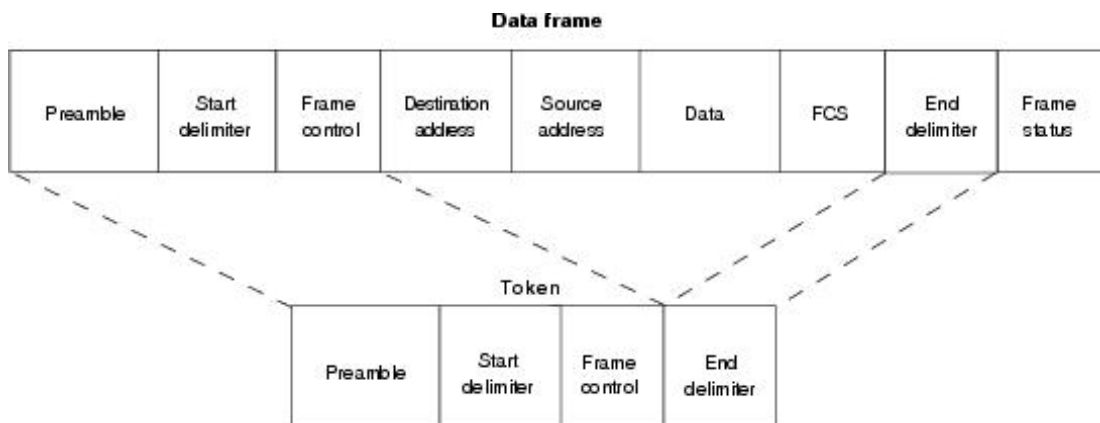 Data frame
Preamble
Start
delimiter
Frame
control
Destination
address
Source
address
Data
FCS
End
delimiter
Frame
status
Token
Preamble
Start
delimiter
Frame
control
End
delimiter